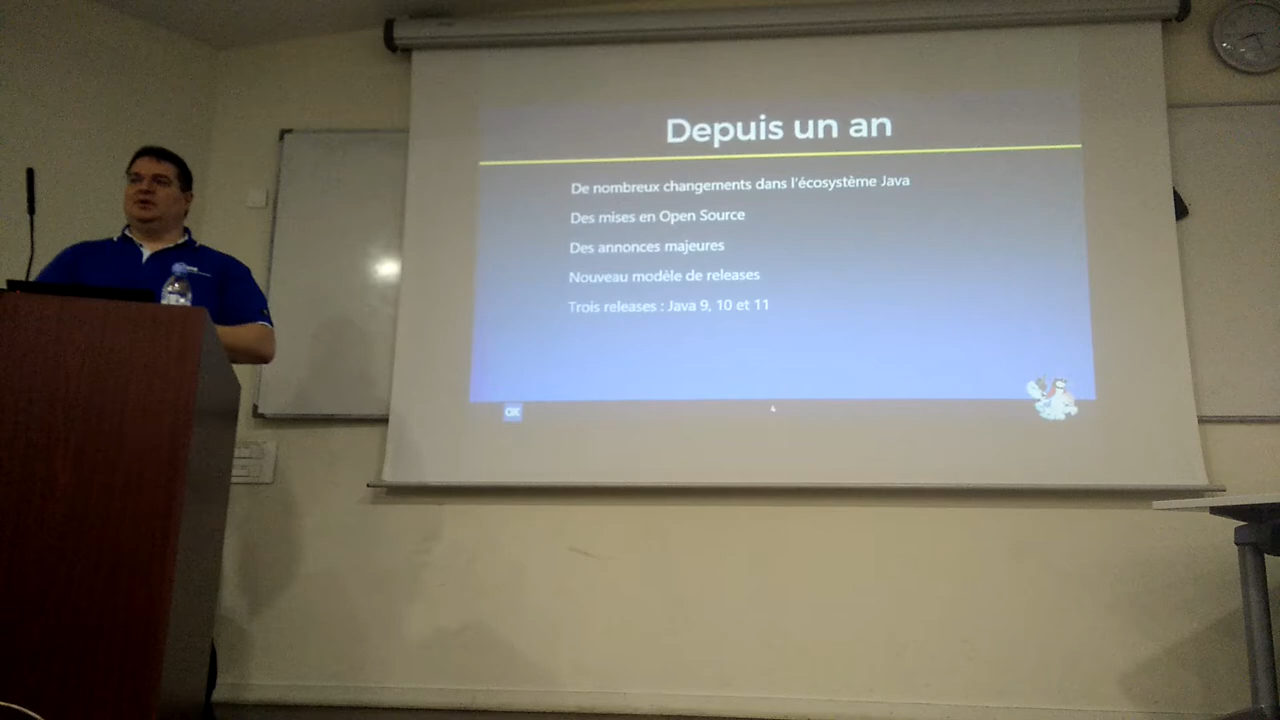 Depuis un an
De nombreux changements dans l'écosystème Java
Des mises en Open Source
Des annonces majeures
Nouveau modèle de releases
Trois releases : Java 9, 10 et 11
4